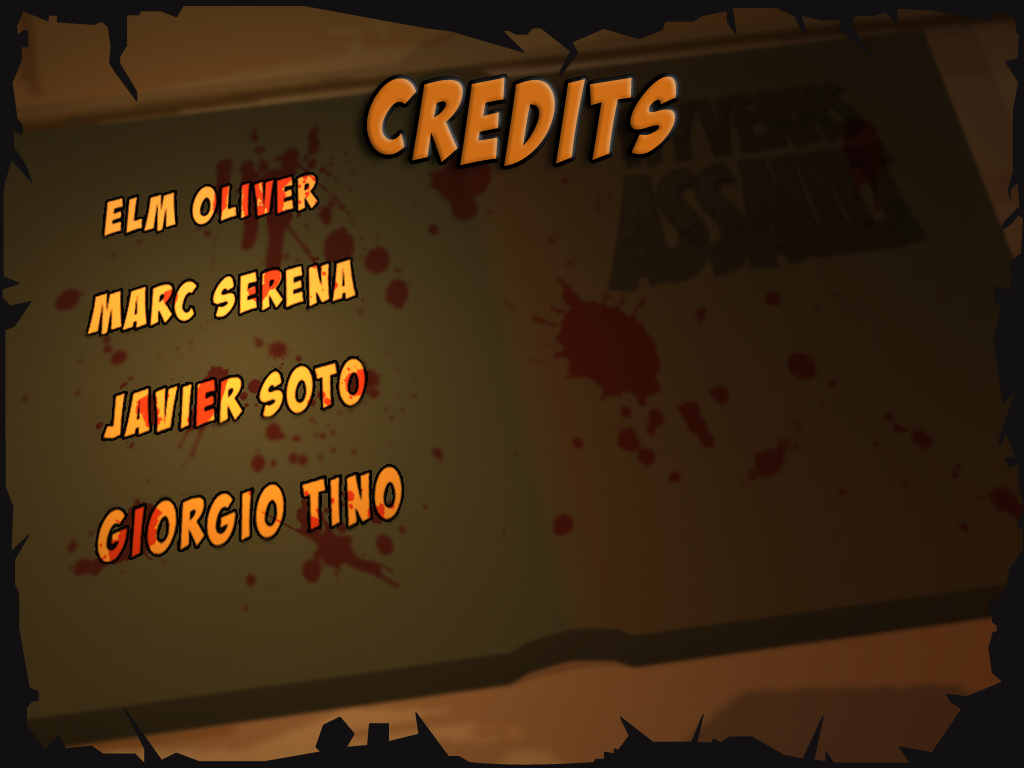 CREDITS
ELM OLIVER
MARC SERENA
JAVIER SOTO
GIORGIO TINO